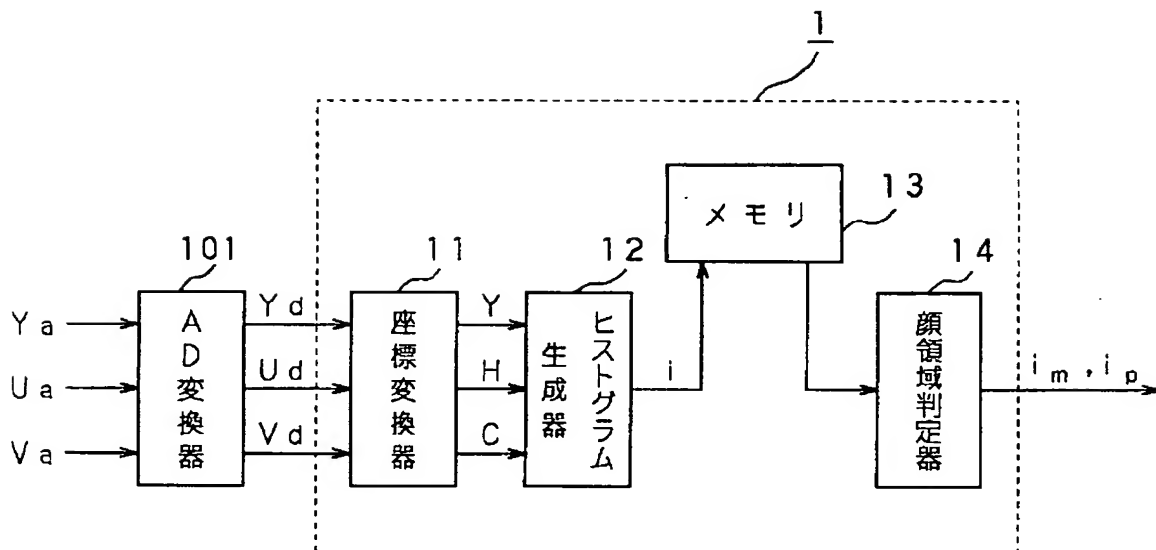 1
メモリ
13
101
11
12
14
Ya
Ua
Va
AD変換器
Yd
Ud
Vd
座標変換器
Y
H
C
ヒストグラム
生成器
i
顔領域判定器
im,ip